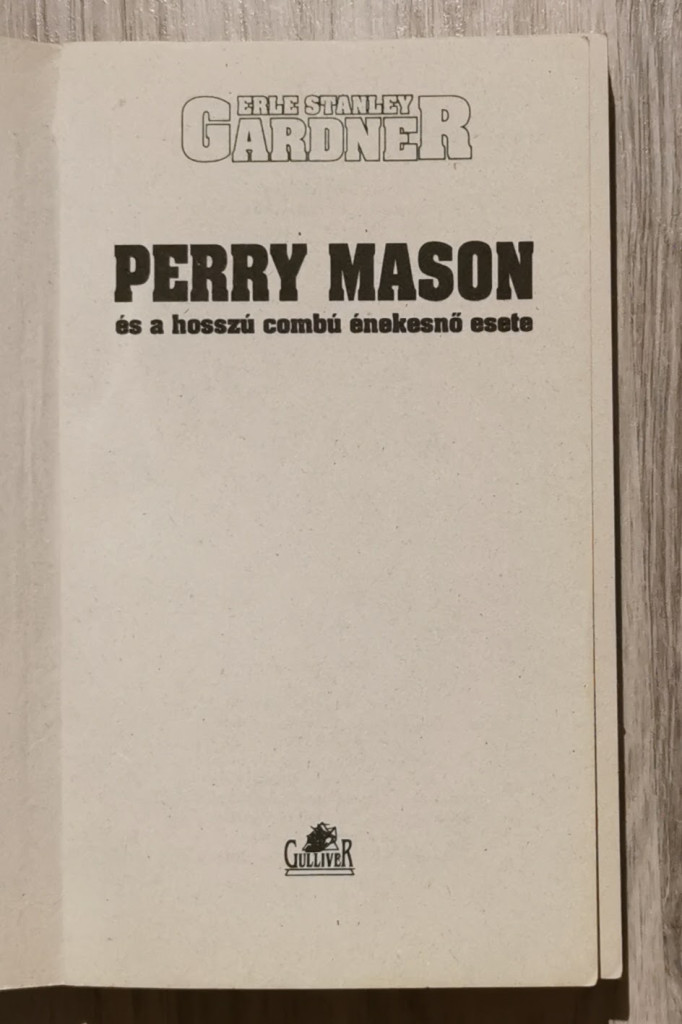 ERLE STANLEY
GARDNER
PERRY MASON
és a hosszú combú énekesnő esete
GULLIVER